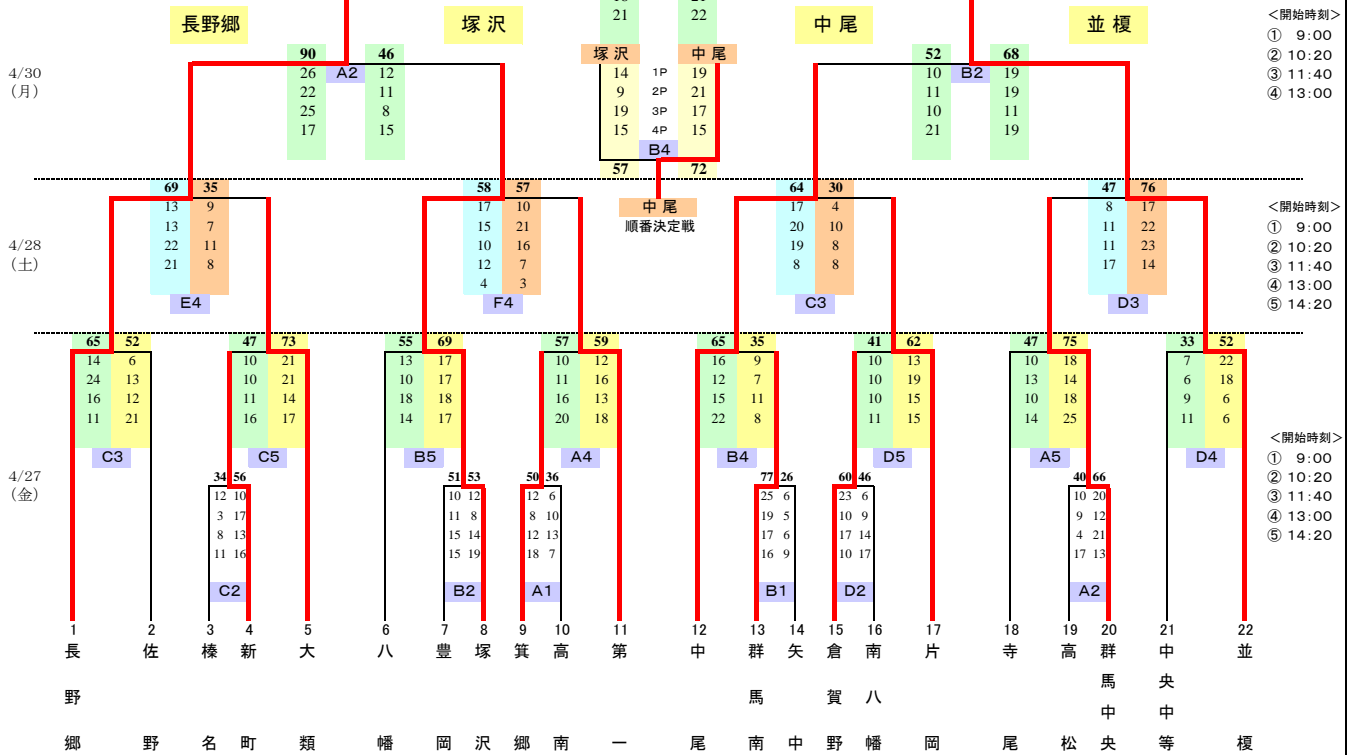 21 22
<開始時刻>
① 9:00
② 10:20
③ 11:40
④ 13:00
長野郷 塚沢 中尾 並榎
4/30
(月)
90 A2 46
26 12
22 11
25 8
17 15
塚沢 中尾
14 1P 19
9 2P 21
19 3P 17
15 4P 15
B4
57 72
中尾
順番決定戦
52 B2 68
10 19
11 19
10 11
21 19
4/28
(土)
69 35
13 9
13 7
22 11
21 8
E4
58 57
17 10
15 21
10 16
12 7
4 3
F4
64 30
17 4
20 10
19 8
8 8
C3
47 76
8 17
11 22
11 23
17 14
D3
<開始時刻>
① 9:00
② 10:20
③ 11:40
④ 13:00
⑤ 14:20
4/27
(金)
65 52
14 6
24 13
16 12
11 21
C3
47 73
10 21
10 21
11 14
16 17
C5
55 69
13 17
10 17
18 18
14 17
B5
57 59
10 12
11 16
16 13
20 18
A4
65 35
16 9
12 7
15 11
22 8
B4
41 62
10 13
10 19
10 15
11 15
D5
47 75
10 18
13 14
10 18
14 25
A5
33 52
7 22
6 18
9 6
11 6
D4
34 56
12 10
3 17
8 13
11 16
C2
51 53
10 12
11 8
15 14
15 19
B2
50 36
12 6
8 10
12 13
18 7
A1
77 26
25 6
19 5
17 6
16 9
B1
60 46
23 6
10 9
17 14
10 17
D2
40 66
10 20
9 12
4 21
17 13
A2
<開始時刻>
① 9:00
② 10:20
③ 11:40
④ 13:00
⑤ 14:20
1 長野郷
2 佐野
3 榛名
4 新町
5 大類
6 八幡
7 豊岡
8 塚沢
9 箕郷
10 高南
11 第一
12 中尾
13 群馬南
14 矢中
15 倉賀野
16 南八幡
17 片岡
18 寺尾
19 高松
20 群馬中央
21 中央中等
22 並榎